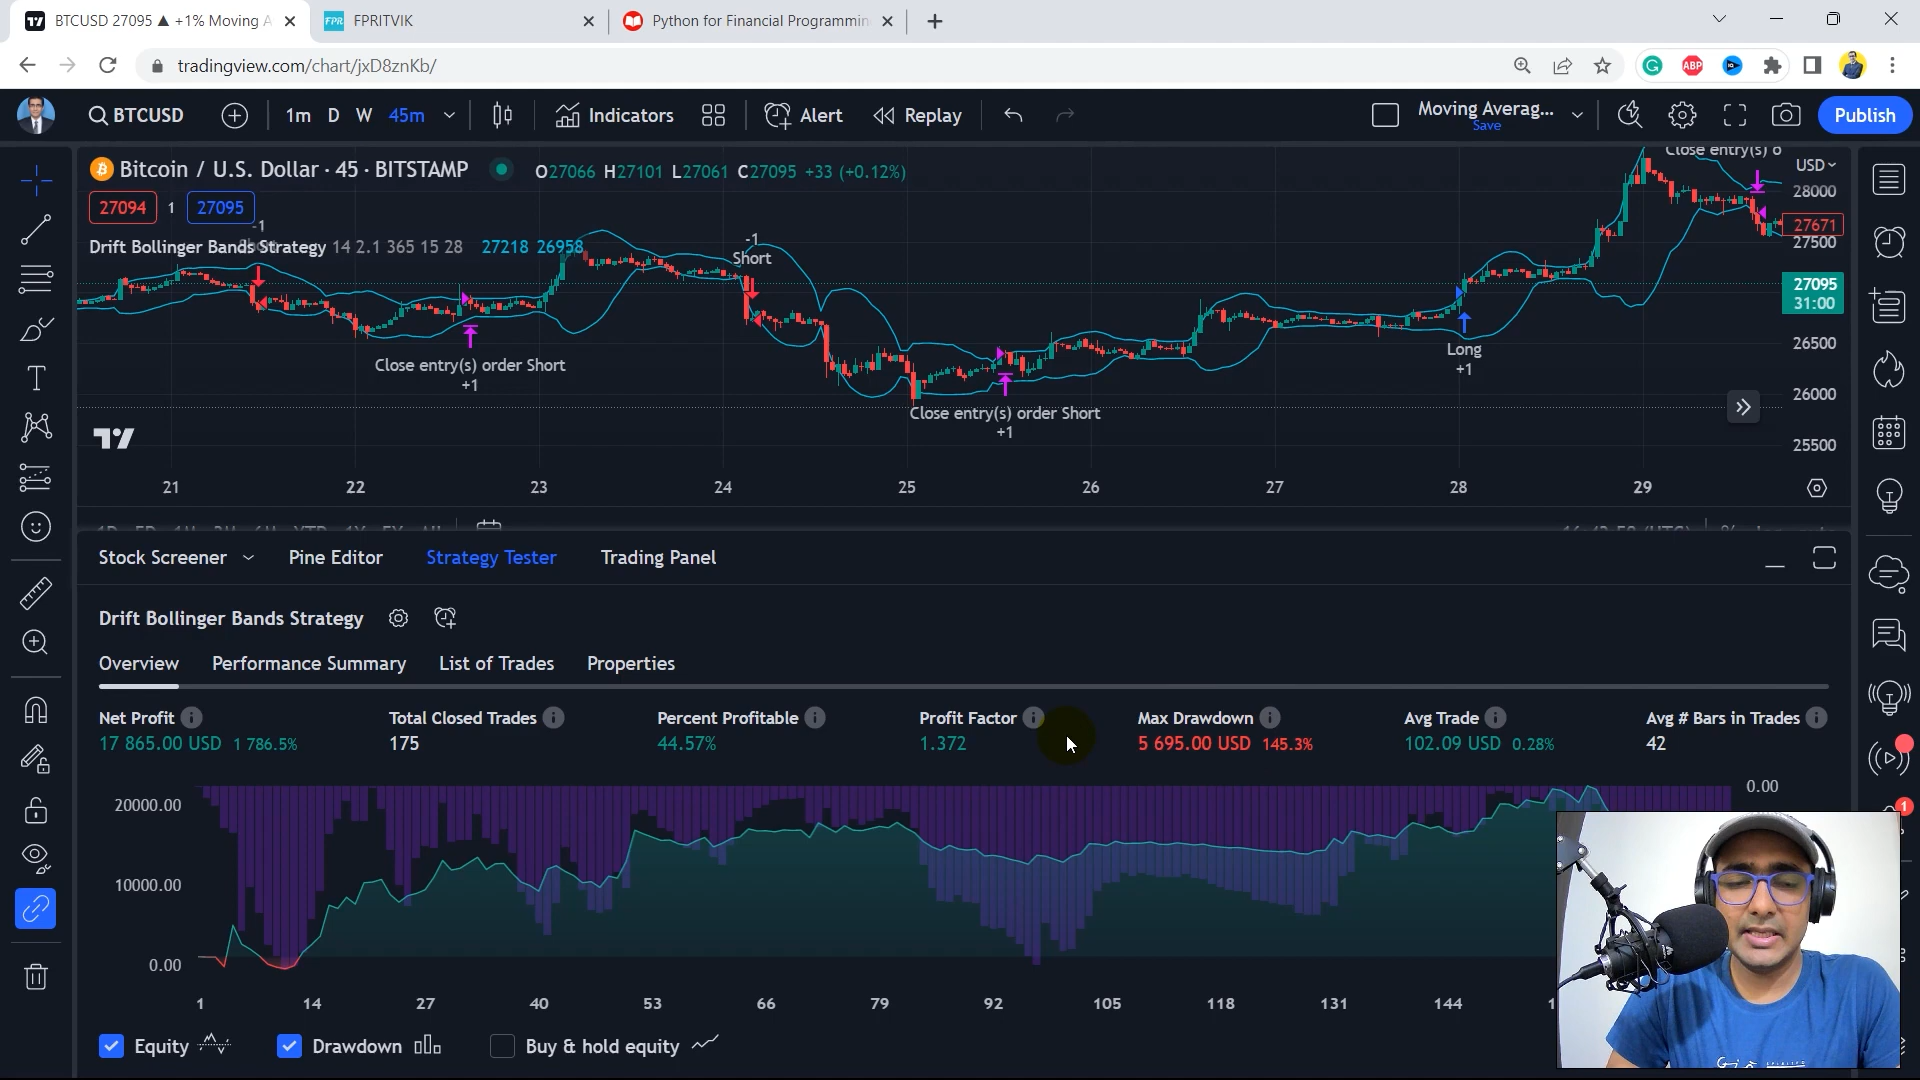 BTCUSD 27095 ▲ +1% Moving A
FPR
FPRITVIK
Python for Financial Programmin
tradingview.com/chart/jxD8znKb/
ABP
BTCUSD
1m D W 45m
Indicators
Alert
Replay
Moving Averag...
Save
Publish
Bitcoin / U.S. Dollar · 45 · BITSTAMP
O27066 H27101 L27061 C27095 +33 (+0.12%)
27094 1 27095
Drift Bollinger Bands Strategy 14 2.1 365 15 28 27218 26958
-1
Close entry(s) order Short
+1
-1
Short
Close entry(s) order Short
+1
Long
+1
Close entry(s) o
USD
28000
27671
27500
27095
31:00
26500
26000
25500
21 22 23 24 25 26 27 28 29
Stock Screener
Pine Editor
Strategy Tester
Trading Panel
Drift Bollinger Bands Strategy
Overview
Performance Summary
List of Trades
Properties
Net Profit
17 865.00 USD 1 786.5%
Total Closed Trades
175
Percent Profitable
44.57%
Profit Factor
1.372
Max Drawdown
5 695.00 USD 145.3%
Avg Trade
102.09 USD 0.28%
Avg # Bars in Trades
42
20000.00
10000.00
0.00
0.00
1 14 27 40 53 66 79 92 105 118 131 144
Equity
Drawdown
Buy & hold equity
1